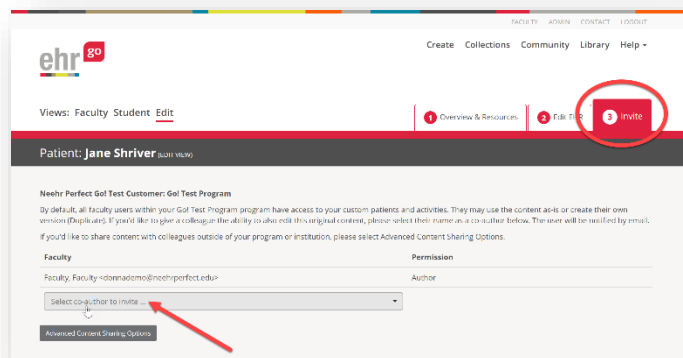 FACULTY ADMIN CONTACT LOGOUT
ehr go
Create Collections Community Library Help
Views: Faculty Student Edit
1 Overview & Resources 2 Edit EHR 3 Invite
Patient: Jane Shriver (EDIT VIEW)
Neehr Perfect Go! Test Customer: Go! Test Program
By default, all faculty users within your Go! Test Program program have access to your custom patients and activities. They may use the content as-is or create their own
version (Duplicate). If you'd like to give a colleague the ability to also edit this original content, please select their name as a co-author below. The user will be notified by email.
If you'd like to share content with colleagues outside of your program or institution, please select Advanced Content Sharing Options.
Faculty Permission
Faculty, Faculty <donnademo@neehrperfect.edu> Author
Select co-author to invite ...
Advanced Content Sharing Options